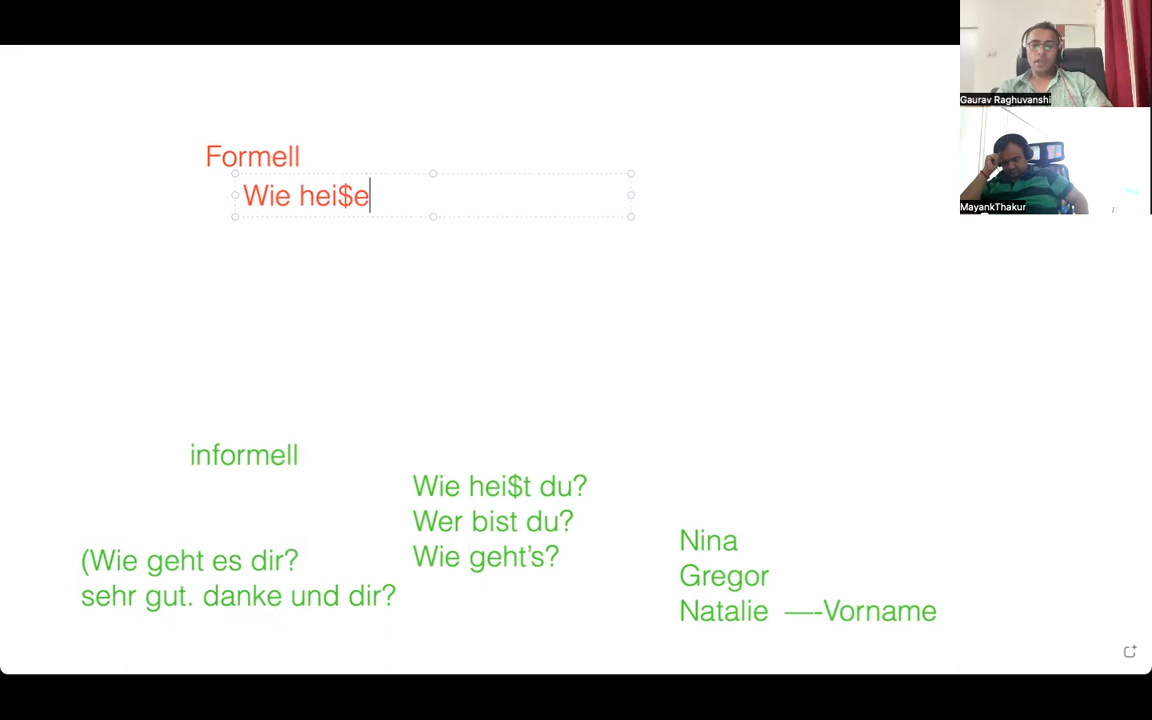 Gaurav Raghuvanshi
Formell
Wie hei$e
MayankThakur
informell
Wie hei$t du?
Wer bist du?
Wie geht's?
(Wie geht es dir?
sehr gut. danke und dir?
Nina
Gregor
Natalie —-Vorname